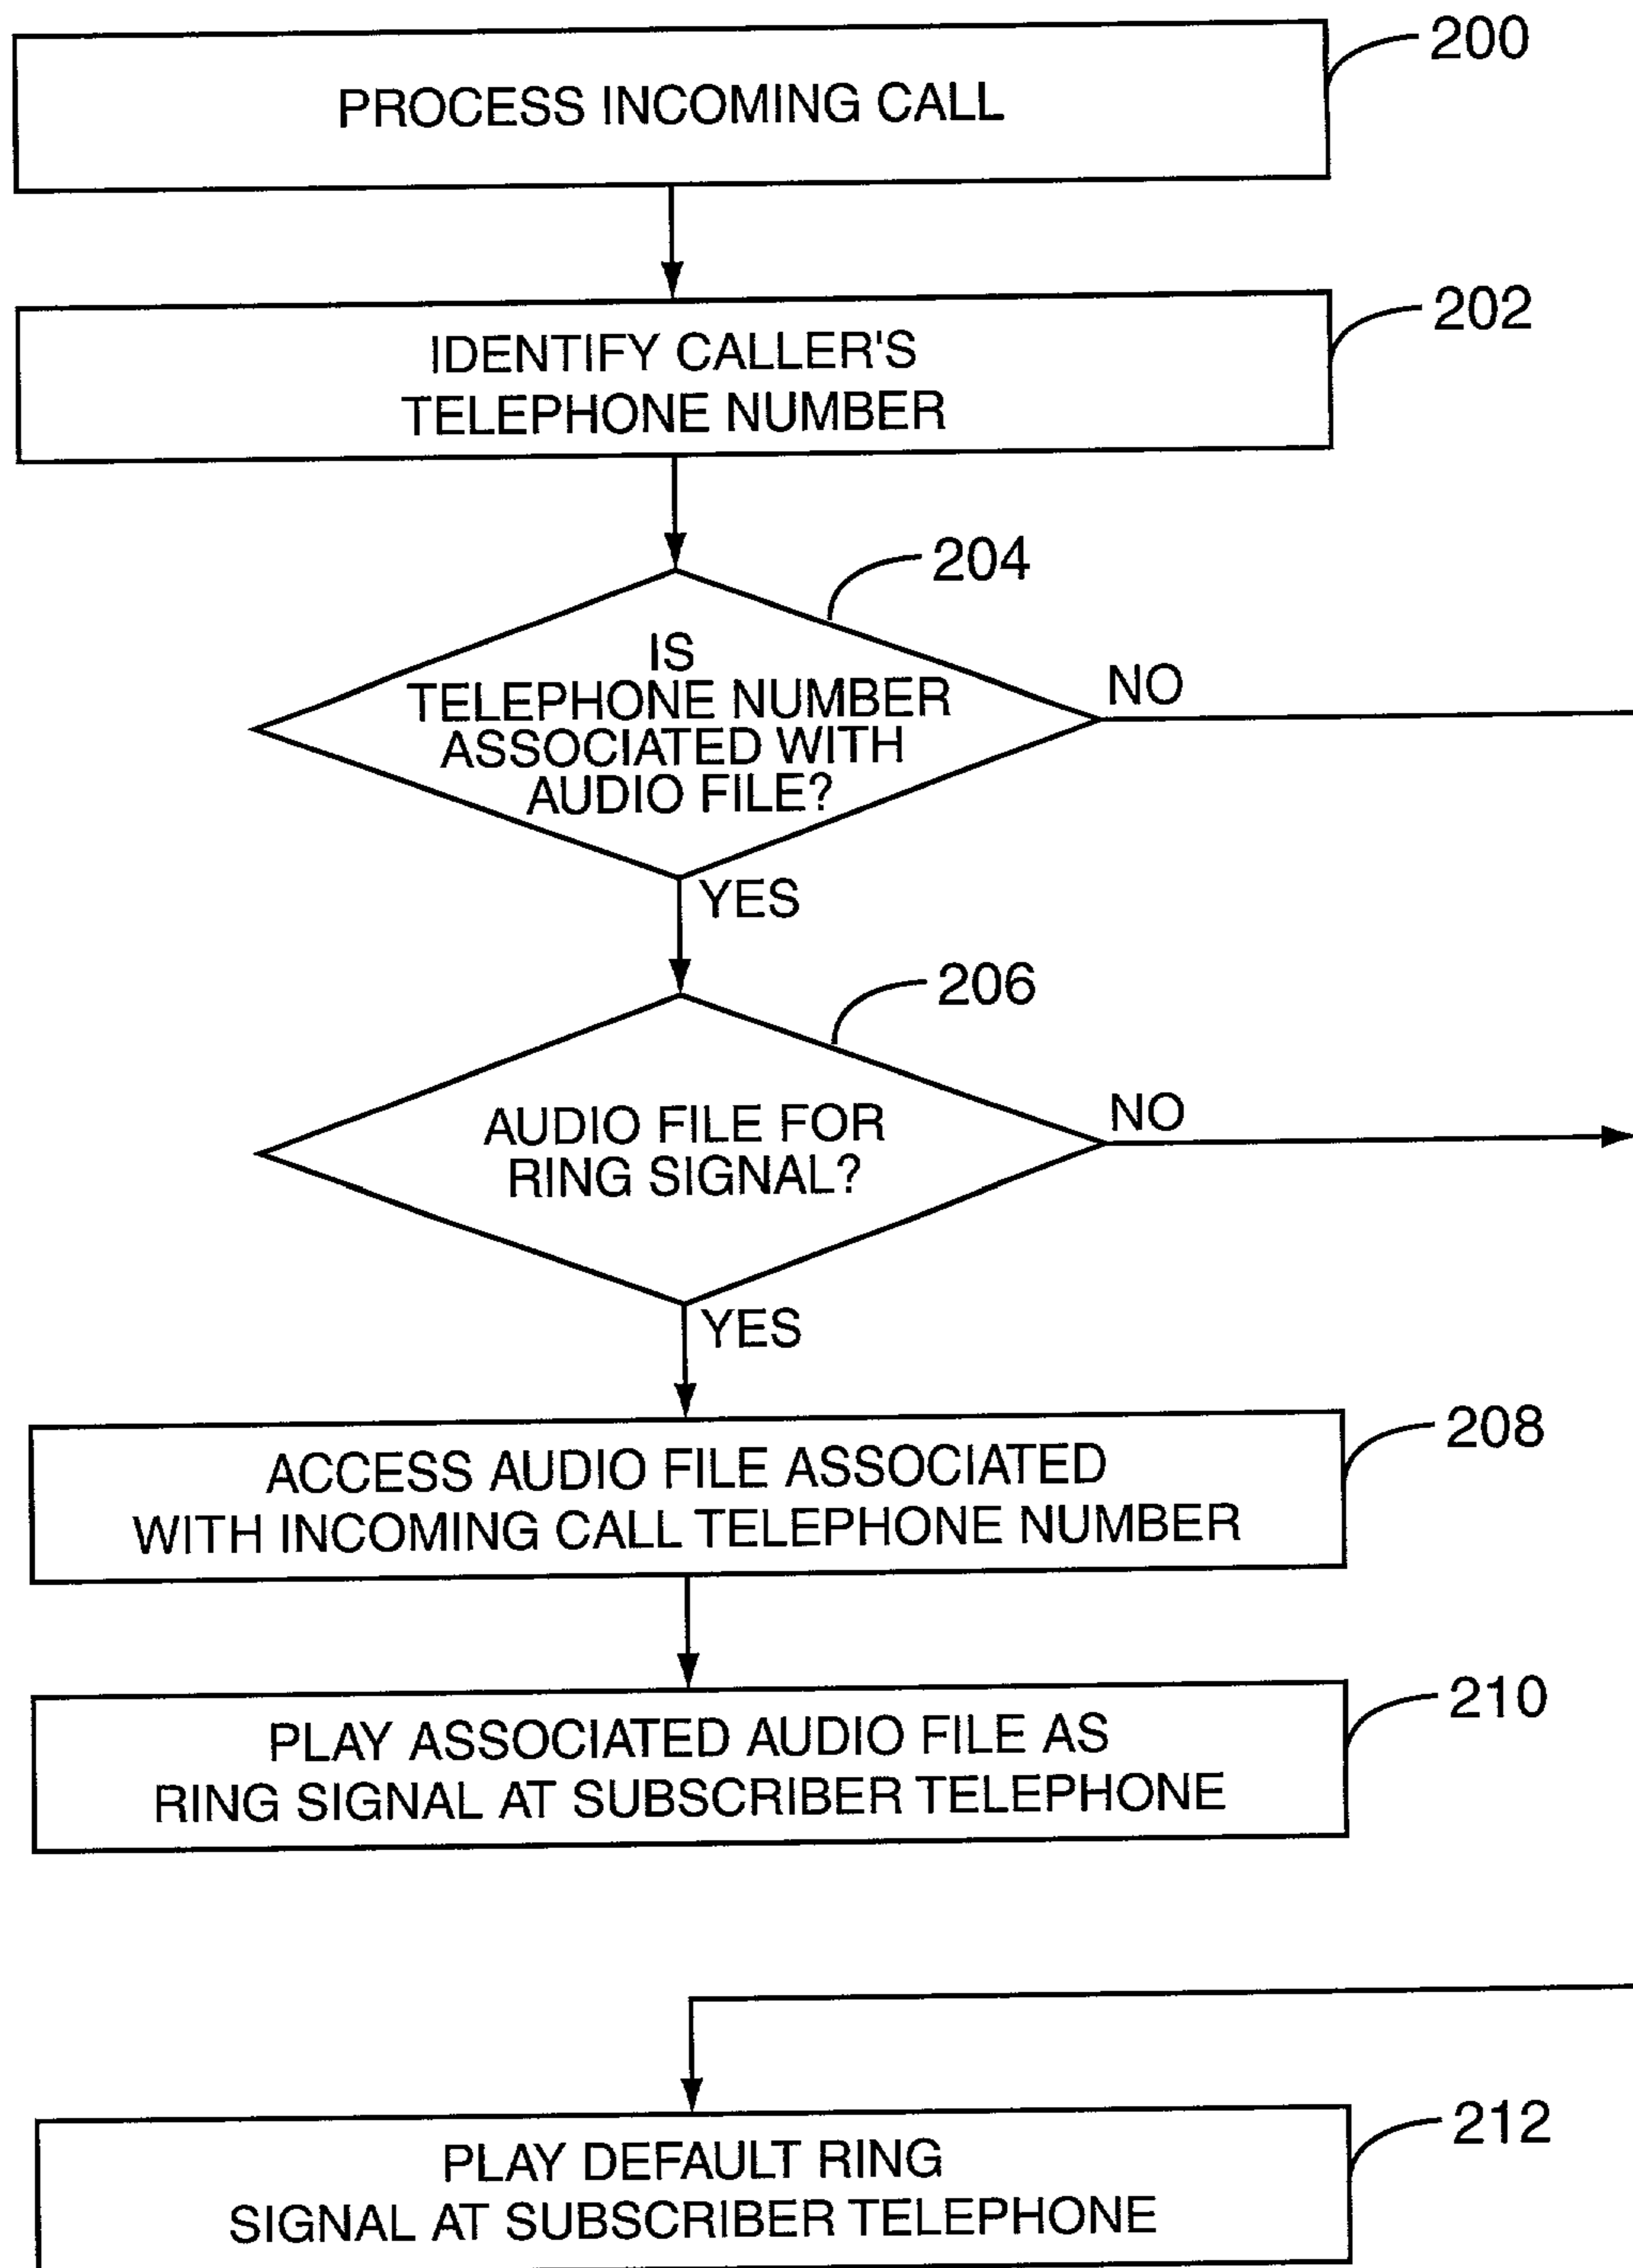 PROCESS INCOMING CALL
200
IDENTIFY CALLER'S
TELEPHONE NUMBER
202
204
IS
TELEPHONE NUMBER
ASSOCIATED WITH
AUDIO FILE?
NO
YES
206
AUDIO FILE FOR
RING SIGNAL?
NO
YES
208
ACCESS AUDIO FILE ASSOCIATED
WITH INCOMING CALL TELEPHONE NUMBER
210
PLAY ASSOCIATED AUDIO FILE AS
RING SIGNAL AT SUBSCRIBER TELEPHONE
212
PLAY DEFAULT RING
SIGNAL AT SUBSCRIBER TELEPHONE